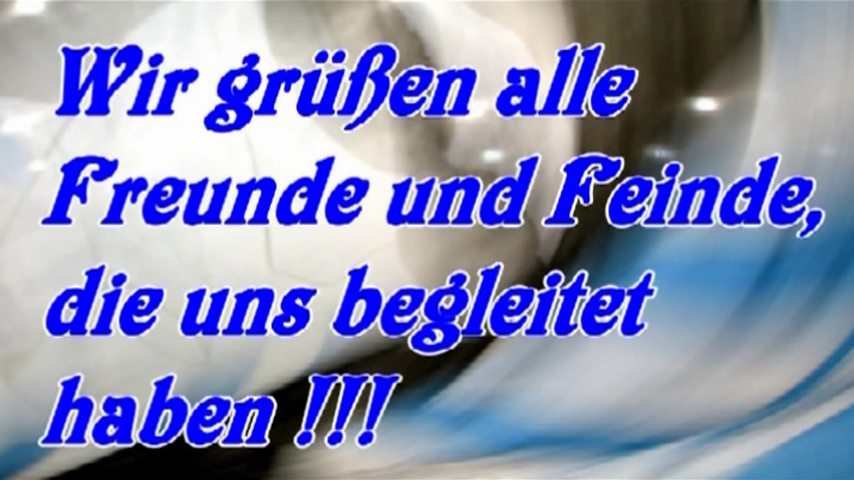 Wir grüßen alle
Freunde und Feinde,
die uns begleitet
haben !!!